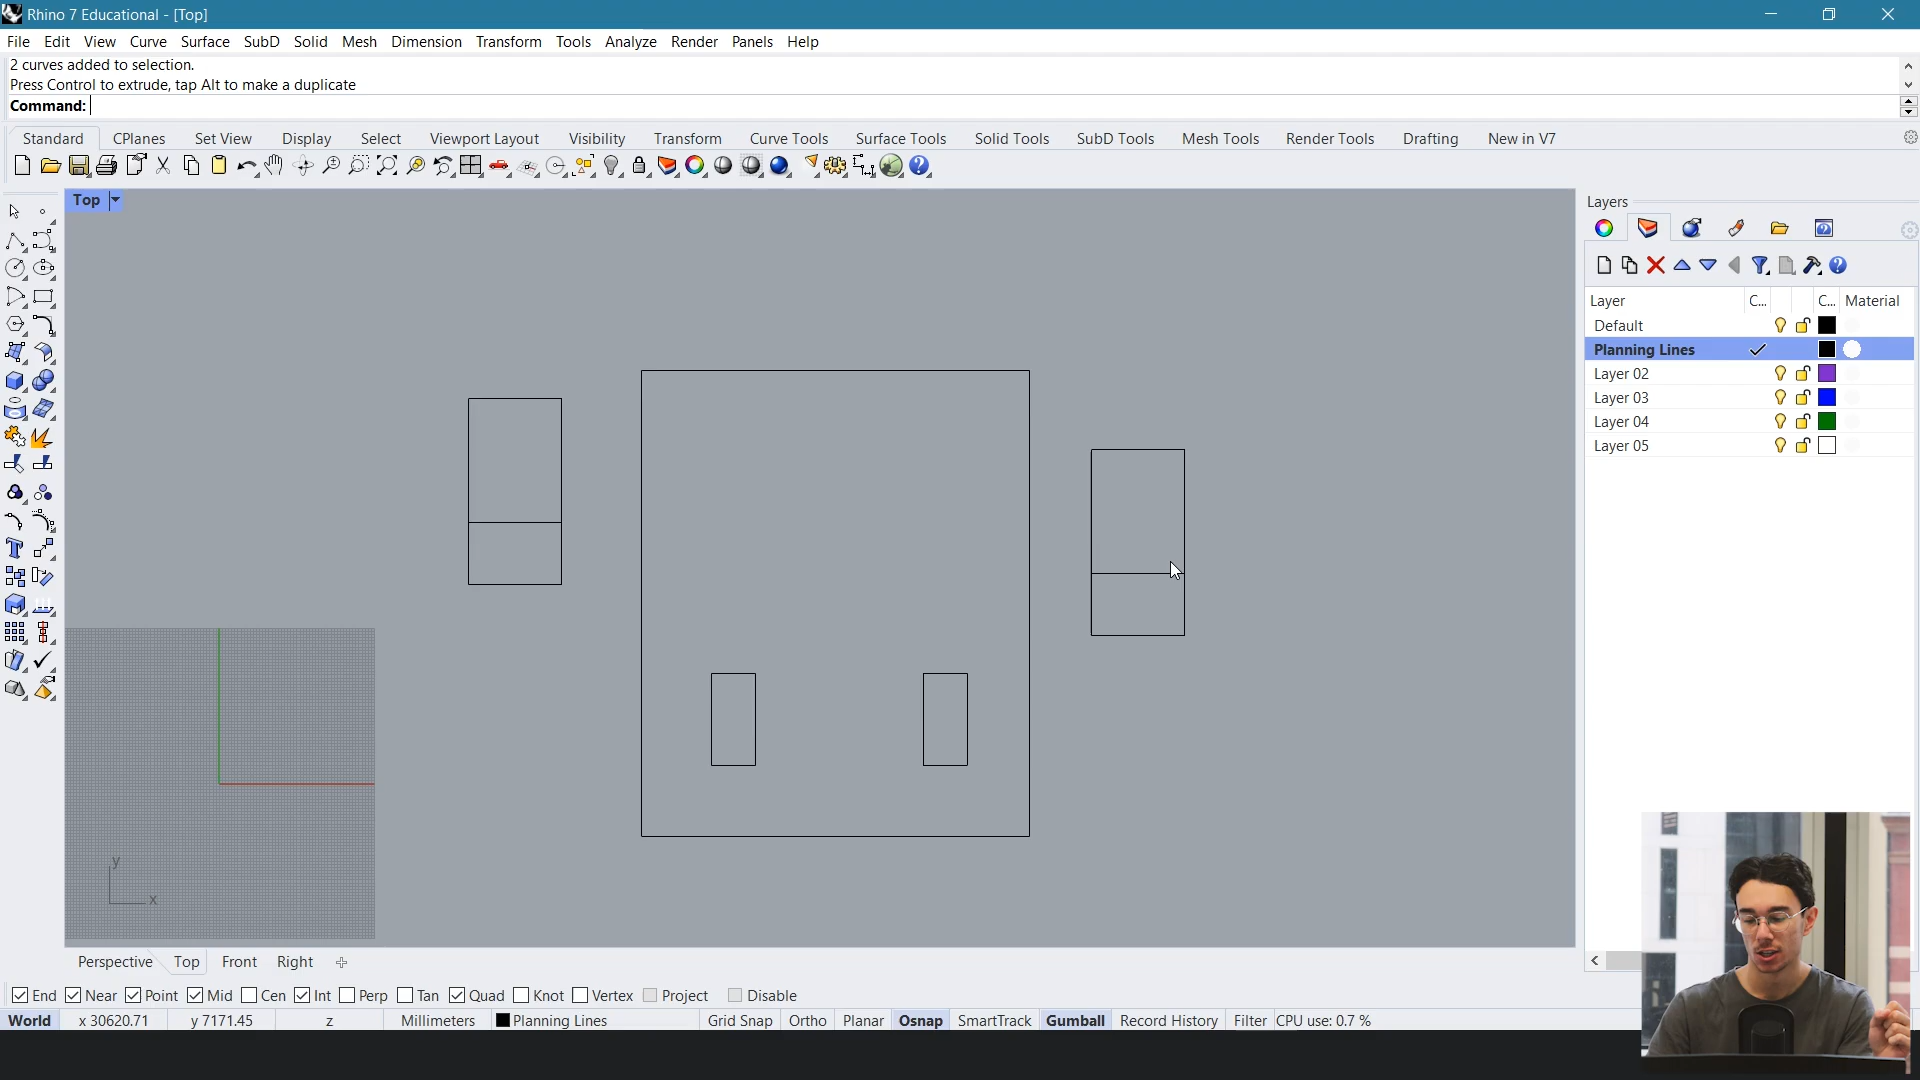 Rhino 7 Educational - [Top]
File Edit View Curve Surface SubD Solid Mesh Dimension Transform Tools Analyze Render Panels Help
2 curves added to selection.
Press Control to extrude, tap Alt to make a duplicate
Command:
Standard CPlanes Set View Display Select Viewport Layout Visibility Transform Curve Tools Surface Tools Solid Tools SubD Tools Mesh Tools Render Tools Drafting New in V7
Top
Layers
Layer C... C... Material
Default
Planning Lines
Layer 02
Layer 03
Layer 04
Layer 05
y
x
Perspective Top Front Right
End Near Point Mid Cen Int Perp Tan Quad Knot Vertex Project Disable
World x 30620.71 y 7171.45 z Millimeters Planning Lines Grid Snap Ortho Planar Osnap SmartTrack Gumball Record History Filter CPU use: 0.7 %